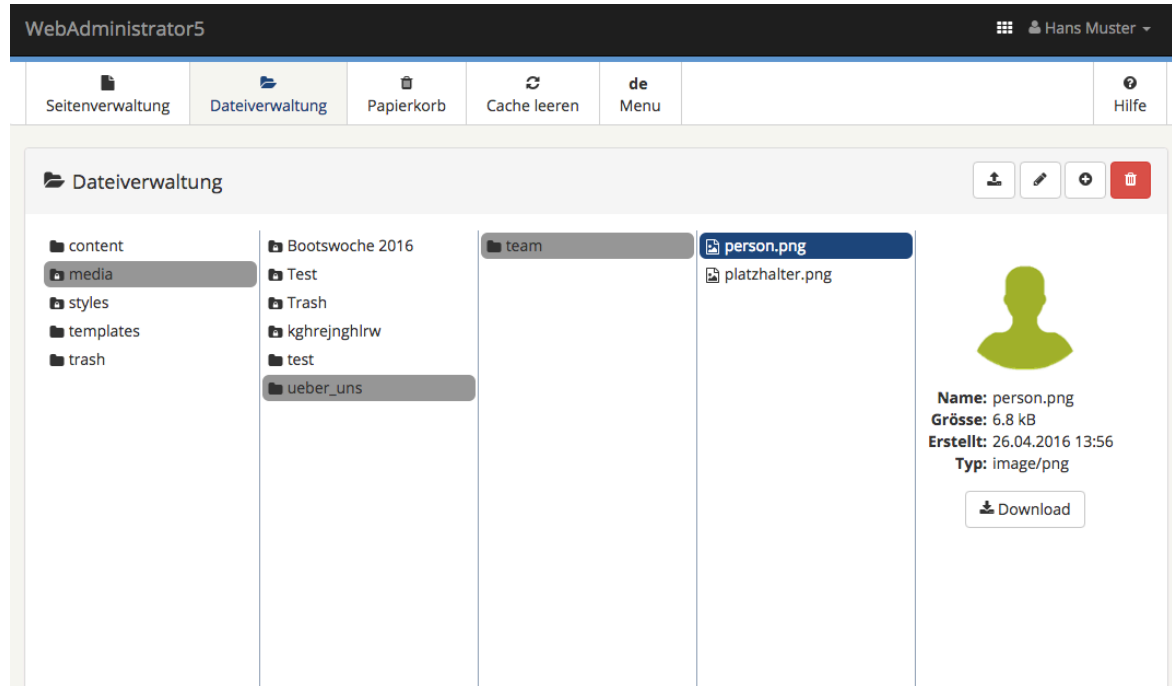 WebAdministrator5
Hans Muster
Seitenverwaltung
Dateiverwaltung
Papierkorb
Cache leeren
de
Menu
Hilfe
Dateiverwaltung
content
media
styles
templates
trash
Bootswoche 2016
Test
Trash
kghrejnghlrw
test
ueber_uns
team
person.png
platzhalter.png
Name: person.png
Grösse: 6.8 kB
Erstellt: 26.04.2016 13:56
Typ: image/png
Download